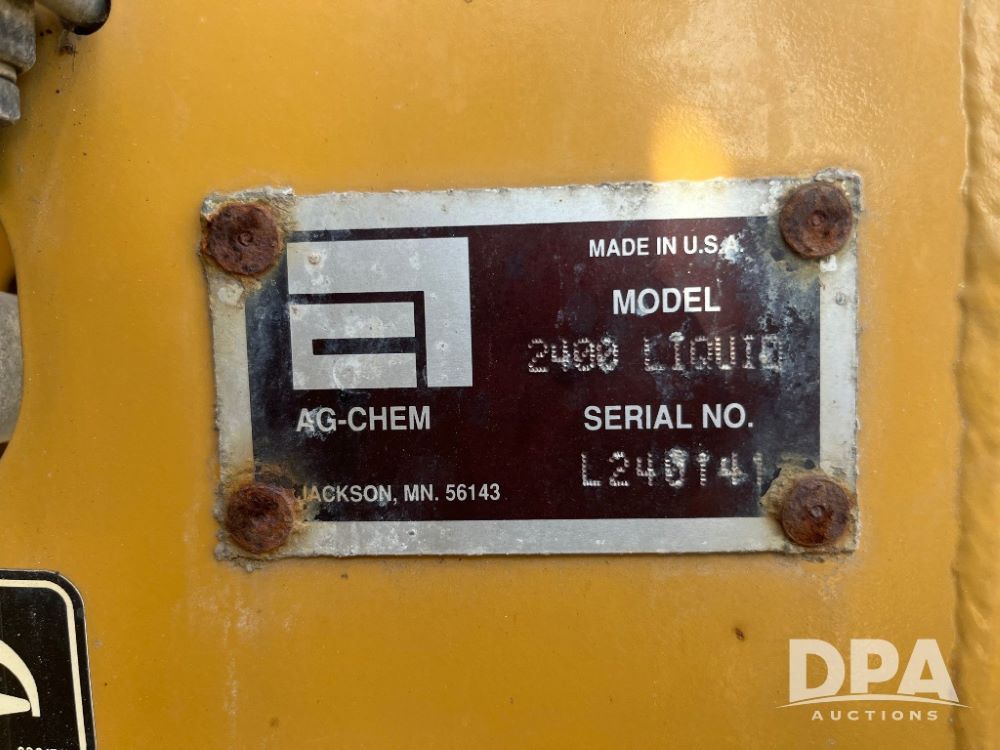 MADE IN U.S.A.
MODEL
2400 LIQUID
AG-CHEM
SERIAL NO.
L240141
JACKSON, MN. 56143
DPA
AUCTIONS